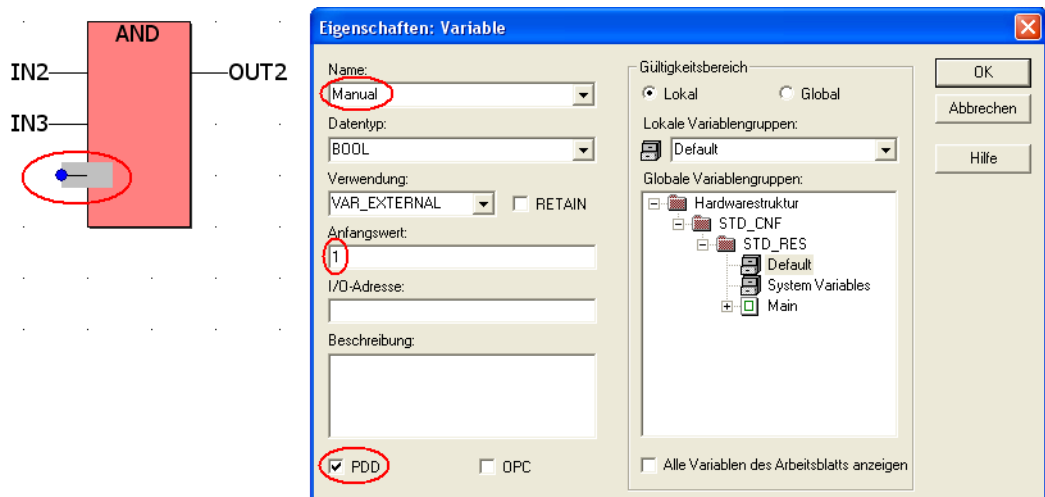 AND
IN2
OUT2
IN3
Eigenschaften: Variable
Name:
Manual
Datentyp:
BOOL
Verwendung:
VAR_EXTERNAL
RETAIN
Anfangswert:
1
I/O-Adresse:
Beschreibung:
PDD
OPC
Gültigkeitsbereich
Lokal
Global
Lokale Variablengruppen:
Default
Globale Variablengruppen:
Hardwarestruktur
STD_CNF
STD_RES
Default
System Variables
Main
Alle Variablen des Arbeitsblatts anzeigen
OK
Abbrechen
Hilfe